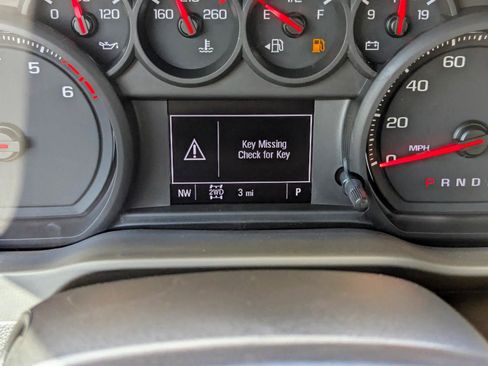 0 120
160 260
E 1/2 F
9 19
5
6
Key Missing
Check for Key
NW 2WD 3 mi P
60
40
20
0
MPH
P R N D